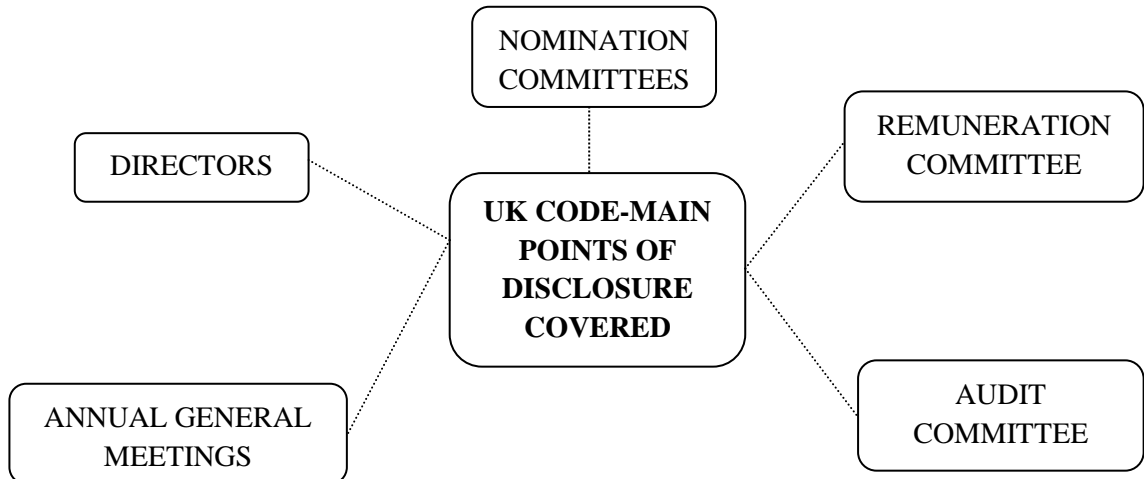 NOMINATION
COMMITTEES
REMUNERATION
COMMITTEE
DIRECTORS
UK CODE-MAIN
POINTS OF
DISCLOSURE
COVERED
ANNUAL GENERAL
MEETINGS
AUDIT
COMMITTEE